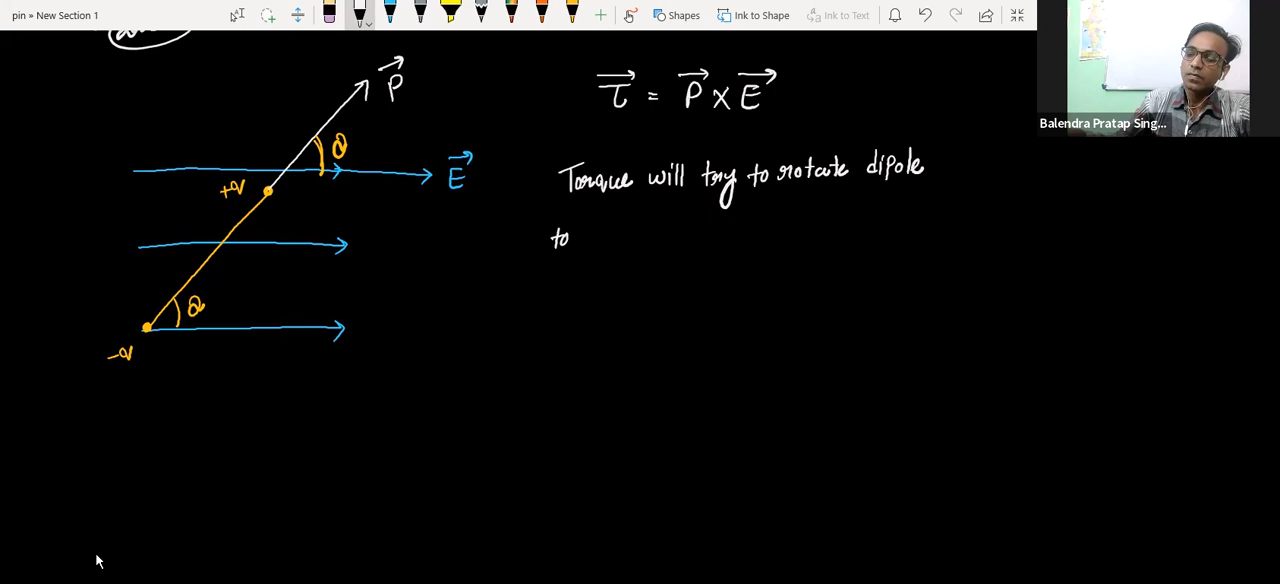 pin » New Section 1
Shapes
Ink to Shape
Ink to Text
Balendra Pratap Sing...
P
τ = P × E
θ
E
+q
Torque will try to rotate dipole
to
θ
-q